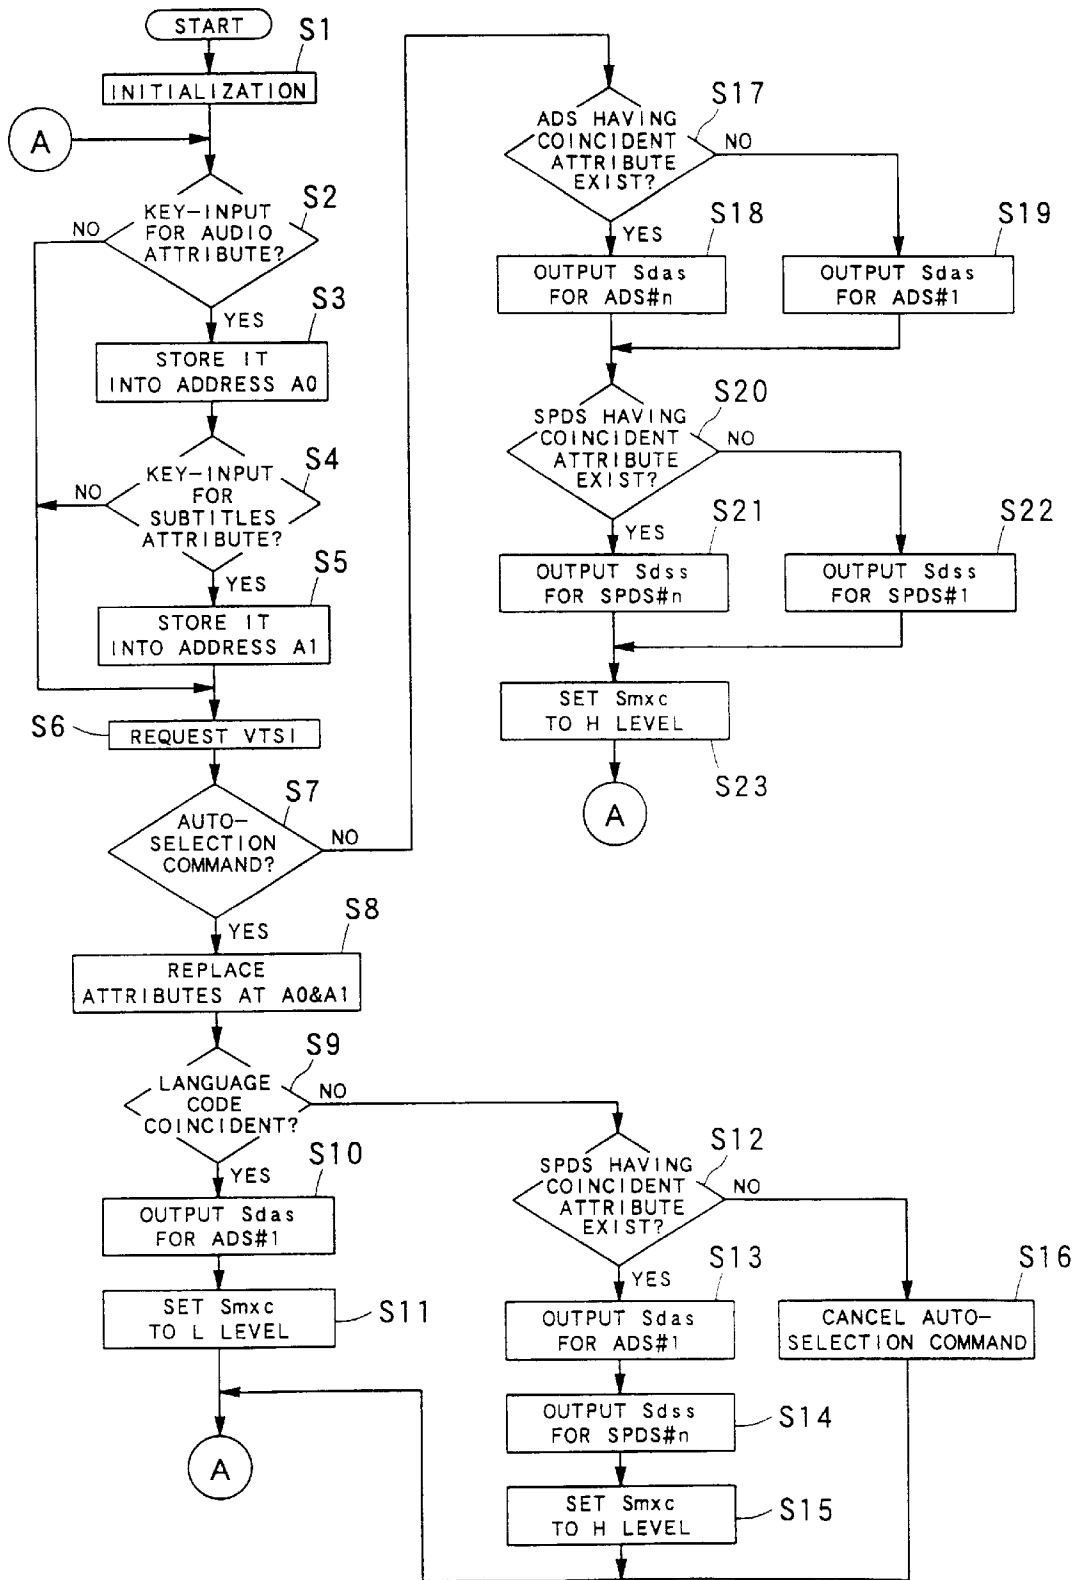 START
S1
INITIALIZATION
A
S2
KEY-INPUT
FOR AUDIO
ATTRIBUTE?
NO
YES
S3
STORE IT
INTO ADDRESS A0
S4
KEY-INPUT
FOR
SUBTITLES
ATTRIBUTE?
NO
YES
S5
STORE IT
INTO ADDRESS A1
S6
REQUEST VTSI
S7
AUTO-
SELECTION
COMMAND?
NO
YES
S8
REPLACE
ATTRIBUTES AT A0&A1
S9
LANGUAGE
CODE
COINCIDENT?
NO
YES
S10
OUTPUT Sdas
FOR ADS#1
SET Smxc
TO L LEVEL
S11
A
S12
SPDS HAVING
COINCIDENT
ATTRIBUTE
EXIST?
NO
YES
S13
OUTPUT Sdas
FOR ADS#1
OUTPUT Sdss
FOR SPDS#n
S14
SET Smxc
TO H LEVEL
S15
S16
CANCEL AUTO-
SELECTION COMMAND
S17
ADS HAVING
COINCIDENT
ATTRIBUTE
EXIST?
NO
YES
S18
OUTPUT Sdas
FOR ADS#n
S19
OUTPUT Sdas
FOR ADS#1
S20
SPDS HAVING
COINCIDENT
ATTRIBUTE
EXIST?
NO
YES
S21
OUTPUT Sdss
FOR SPDS#n
S22
OUTPUT Sdss
FOR SPDS#1
SET Smxc
TO H LEVEL
S23
A